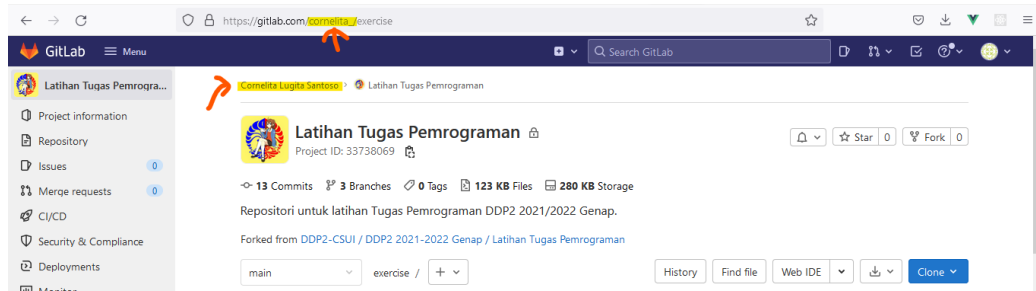 https://gitlab.com/cornelita_/exercise
GitLab Menu Search GitLab
Latihan Tugas Pemrogra... Cornelita Lugita Santoso > Latihan Tugas Pemrograman
Project information
Repository
Issues 0
Merge requests 0
CI/CD
Security & Compliance
Deployments
Latihan Tugas Pemrograman
Project ID: 33738069
Star 0 Fork 0
13 Commits 3 Branches 0 Tags 123 KB Files 280 KB Storage
Repositori untuk latihan Tugas Pemrograman DDP2 2021/2022 Genap.
Forked from DDP2-CSUI / DDP2 2021-2022 Genap / Latihan Tugas Pemrograman
main exercise / + History Find file Web IDE Clone